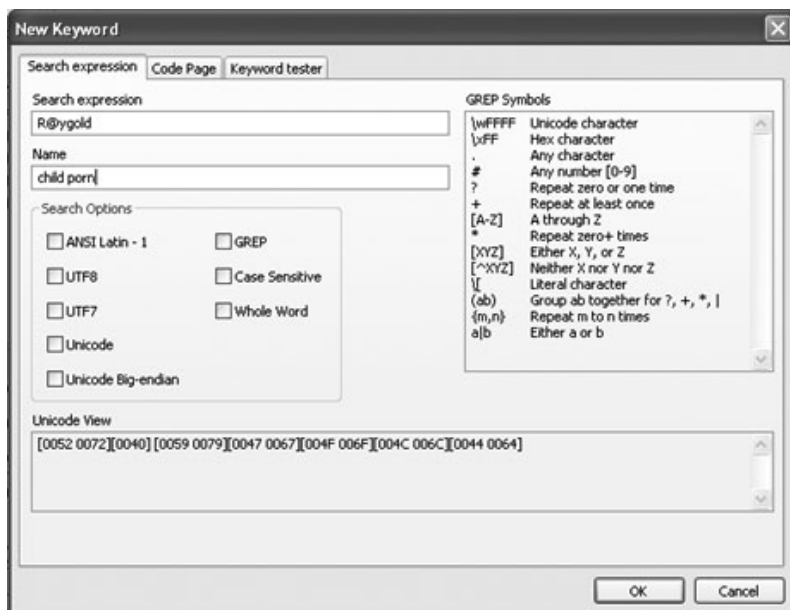 New Keyword
Search expression
Code Page
Keyword tester
Search expression
R@ygold
Name
child porn
Search Options
ANSI Latin - 1
GREP
UTF8
Case Sensitive
UTF7
Whole Word
Unicode
Unicode Big-endian
GREP Symbols
\wFFFF Unicode character
\xFF Hex character
. Any character
# Any number [0-9]
? Repeat zero or one time
+ Repeat at least once
[A-Z] A through Z
* Repeat zero+ times
[XYZ] Either X, Y, or Z
[^XYZ] Neither X nor Y nor Z
\[ Literal character
(ab) Group ab together for ?, +, *, |
{m,n} Repeat m to n times
a|b Either a or b
Unicode View
[0052 0072][0040] [0059 0079][0047 0067][004F 006F][004C 006C][0044 0064]
OK
Cancel